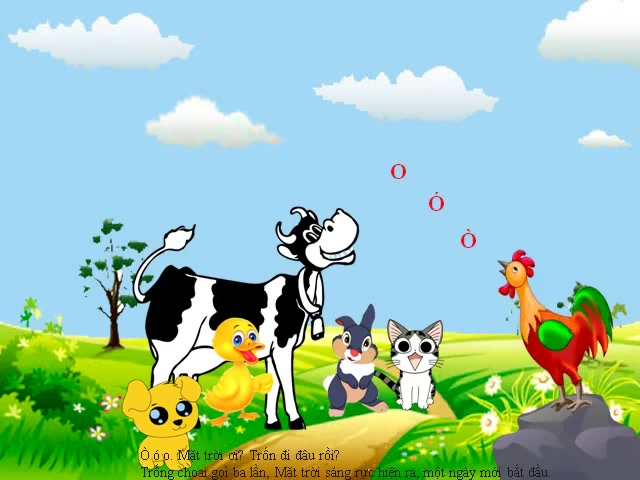 O
Ó
Ò
Ò ó o. Mặt trời ơi? Trốn đi đâu rồi?
Trống choai gọi ba lần, Mặt trời sáng rực hiện ra, một ngày mới bắt đầu.